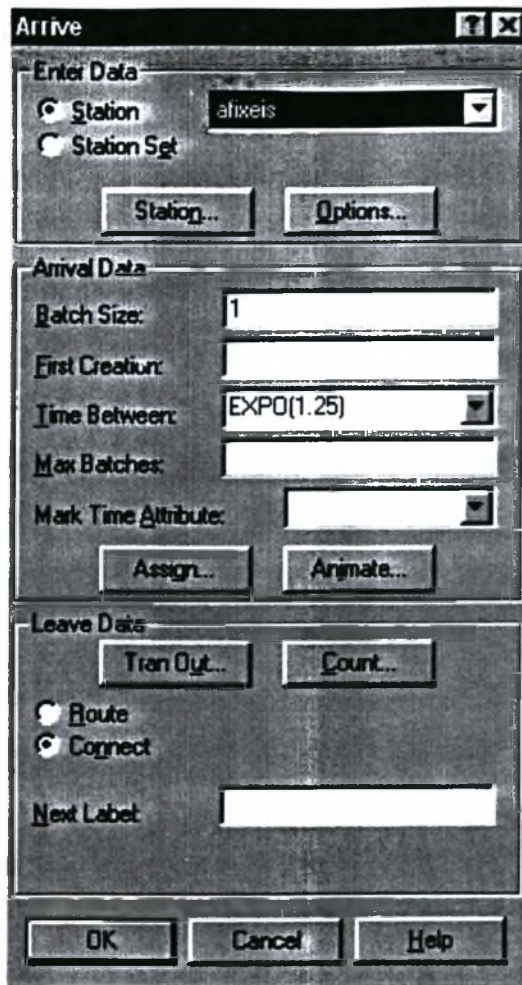 Arrive ? X
Enter Data
Station afixeis
Station Set
Station... Options...
Arrival Data
Batch Size: 1
First Creation:
Time Between: EXPO(1.25)
Max Batches:
Mark Time Attribute:
Assign... Animate...
Leave Data
Tran Out... Count...
Route
Connect
Next Label:
OK Cancel Help